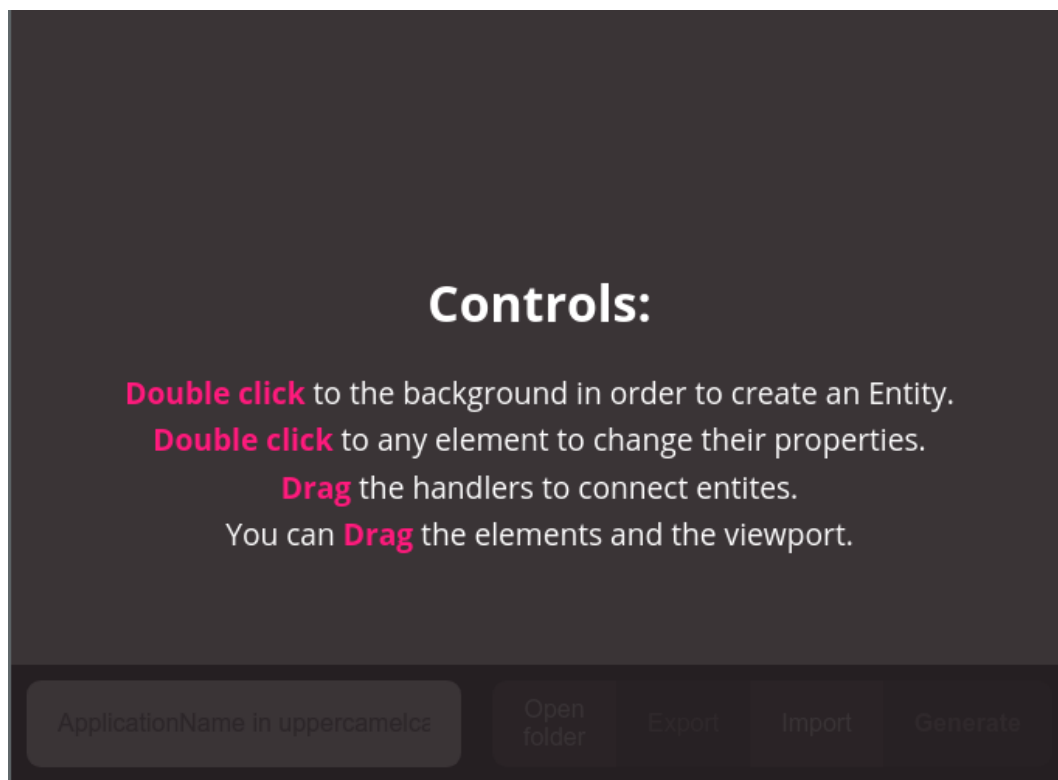 Controls:
Double click to the background in order to create an Entity.
Double click to any element to change their properties.
Drag the handlers to connect entites.
You can Drag the elements and the viewport.
ApplicationName in uppercamelca
Open
folder
Export
Import
Generate